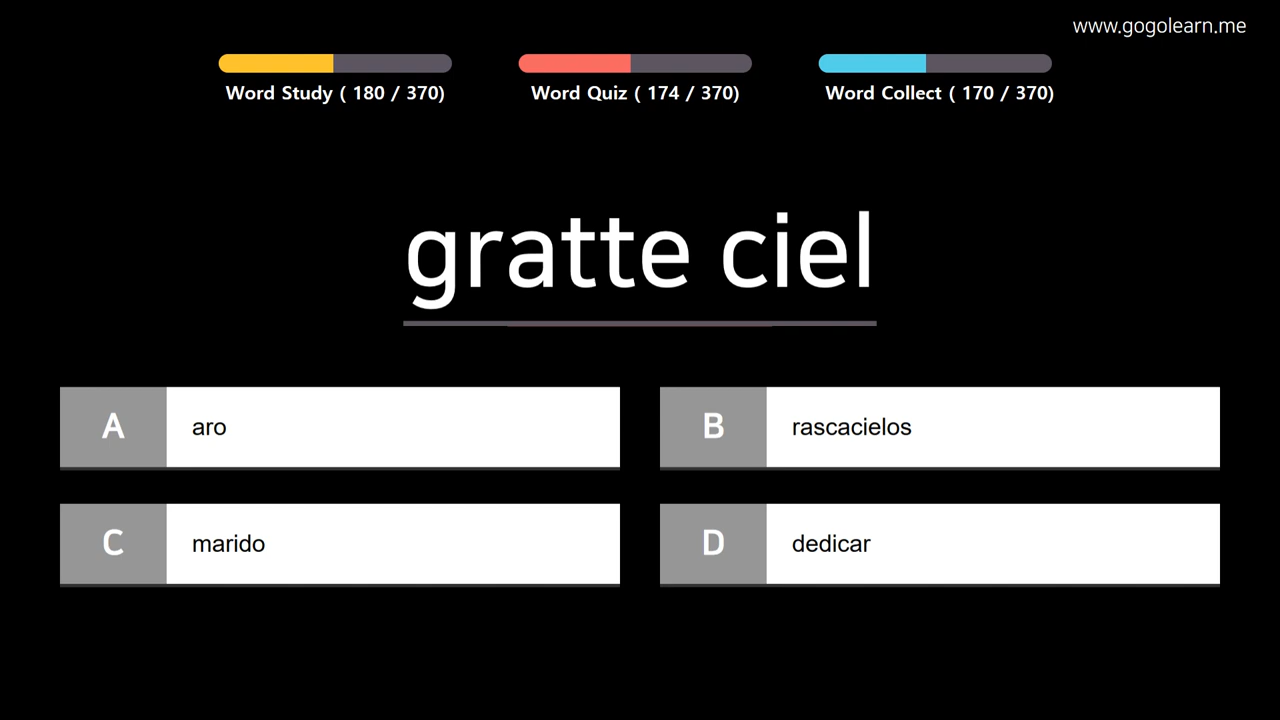 www.gogolearn.me
Word Study ( 180 / 370)
Word Quiz ( 174 / 370)
Word Collect ( 170 / 370)
gratte ciel
A aro
B rascacielos
C marido
D dedicar